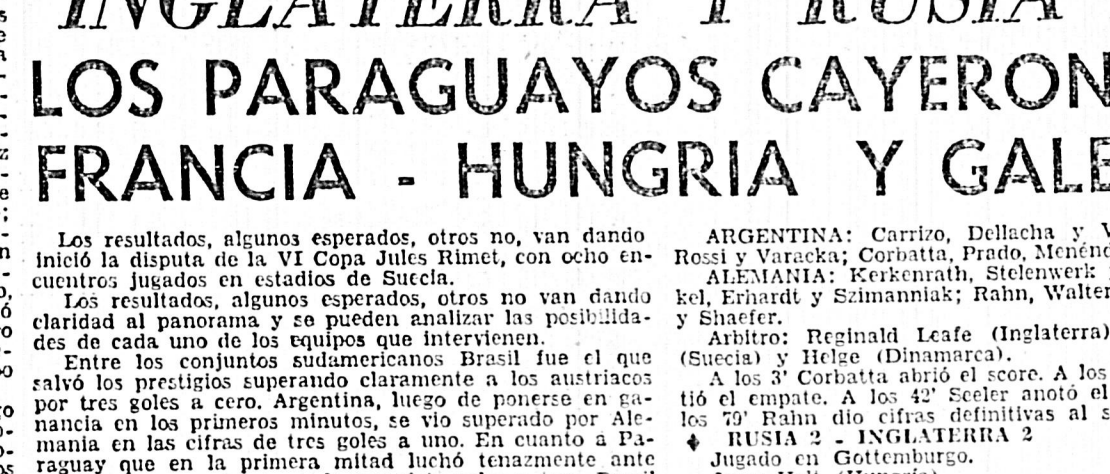 INGLATERRA Y RUSIA
LOS PARAGUAYOS CAYERON
FRANCIA - HUNGRIA Y GALE
Los resultados, algunos esperados, otros no, van dando
inició la disputa de la VI Copa Jules Rimet, con ocho en-
cuentros jugados en estadios de Suecia.
Los resultados, algunos esperados, otros no van dando
claridad al panorama y se pueden analizar las posibilida-
des de cada uno de los equipos que intervienen.
Entre los conjuntos sudamericanos Brasil fue el que
salvó los prestigios superando claramente a los austriacos
por tres goles a cero. Argentina, luego de ponerse en ga-
nancia en los primeros minutos, se vio superado por Ale-
mania en las cifras de tres goles a uno. En cuanto a Pa-
raguay que en la primera mitad luchó tenazmente ante
ARGENTINA: Carrizo, Dellacha y V
Rossi y Varacka; Corbatta, Prado, Menénd
ALEMANIA: Kerkenrath, Stelenwerk
kel, Erhardt y Szimanniak; Rahn, Walter
y Shaefer.
Arbitro: Reginald Leafe (Inglaterra)
(Suecia) y Helge (Dinamarca).
A los 3' Corbatta abrió el score. A los
tió el empate. A los 42' Seeler anotó el
los 79' Rahn dio cifras definitivas al s
♦ RUSIA 2 - INGLATERRA 2
Jugado en Gottemburgo.